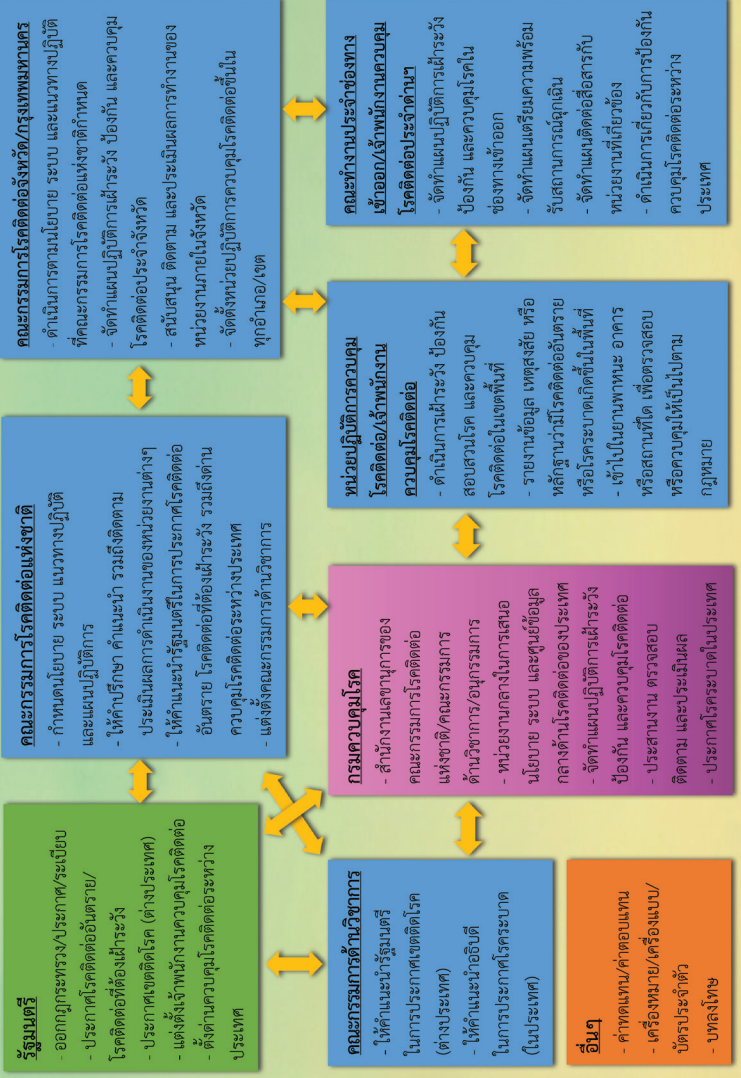 รัฐมนตรี
- ออกกฎกระทรวง/ประกาศ/ระเบียบ
- ประกาศโรคติดต่ออันตราย/
โรคติดต่อที่ต้องเฝ้าระวัง
- ประกาศเขตติดโรค (ต่างประเทศ)
- แต่งตั้งเจ้าพนักงานควบคุมโรคติดต่อ
- ตั้งด่านควบคุมโรคติดต่อระหว่าง
ประเทศ
คณะกรรมการโรคติดต่อแห่งชาติ
- กำหนดนโยบาย ระบบ แนวทางปฏิบัติ
และแผนปฏิบัติการ
- ให้คำปรึกษา คำแนะนำ รวมถึงติดตาม
ประเมินผลการดำเนินงานของหน่วยงานต่างๆ
- ให้คำแนะนำรัฐมนตรีในการประกาศโรคติดต่อ
อันตราย โรคติดต่อที่ต้องเฝ้าระวัง รวมถึงด่าน
ควบคุมโรคติดต่อระหว่างประเทศ
- แต่งตั้งคณะกรรมการด้านวิชาการ
คณะกรรมการโรคติดต่อจังหวัด/กรุงเทพมหานคร
- ดำเนินการตามนโยบาย ระบบ และแนวทางปฏิบัติ
ที่คณะกรรมการโรคติดต่อแห่งชาติกำหนด
- จัดทำแผนปฏิบัติการเฝ้าระวัง ป้องกัน และควบคุม
โรคติดต่อประจำจังหวัด
- สนับสนุน ติดตาม และประเมินผลการทำงานของ
หน่วยงานภายในจังหวัด
- จัดตั้งหน่วยปฏิบัติการควบคุมโรคติดต่อขึ้นใน
ทุกอำเภอ/เขต
คณะกรรมการด้านวิชาการ
- ให้คำแนะนำรัฐมนตรี
ในการประกาศเขตติดโรค
(ต่างประเทศ)
- ให้คำแนะนำอธิบดี
ในการประกาศโรคระบาด
(ในประเทศ)
กรมควบคุมโรค
- สำนักงานเลขานุการของ
คณะกรรมการโรคติดต่อ
แห่งชาติ/คณะกรรมการ
ด้านวิชาการ/อนุกรรมการ
- หน่วยงานกลางในการเสนอ
นโยบาย ระบบ และศูนย์ข้อมูล
กลางด้านโรคติดต่อของประเทศ
- จัดทำแผนปฏิบัติการเฝ้าระวัง
ป้องกัน และควบคุมโรคติดต่อ
- ประสานงาน ตรวจสอบ
ติดตาม และประเมินผล
- ประกาศโรคระบาดในประเทศ
หน่วยปฏิบัติการควบคุม
โรคติดต่อ/เจ้าพนักงาน
ควบคุมโรคติดต่อ
- ดำเนินการเฝ้าระวัง ป้องกัน
สอบสวนโรค และควบคุม
โรคติดต่อในเขตพื้นที่
- รายงานข้อมูล เหตุสงสัย หรือ
หลักฐานว่ามีโรคติดต่ออันตราย
หรือโรคระบาดเกิดขึ้นในพื้นที่
- เข้าไปในยานพาหนะ อาคาร
หรือสถานที่ใด เพื่อตรวจสอบ
หรือควบคุมให้เป็นไปตาม
กฎหมาย
คณะทำงานประจำช่องทาง
เข้าออก/เจ้าพนักงานควบคุม
โรคติดต่อประจำด่านฯ
- จัดทำแผนปฏิบัติการเฝ้าระวัง
ป้องกัน และควบคุมโรคใน
ช่องทางเข้าออก
- จัดทำแผนเตรียมความพร้อม
รับสถานการณ์ฉุกเฉิน
- จัดทำแผนติดต่อสื่อสารกับ
หน่วยงานที่เกี่ยวข้อง
- ดำเนินการเกี่ยวกับการป้องกัน
ควบคุมโรคติดต่อระหว่าง
ประเทศ
อื่นๆ
- ค่าทดแทน/ค่าตอบแทน
- เครื่องหมาย/เครื่องแบบ/
บัตรประจำตัว
- บทลงโทษ